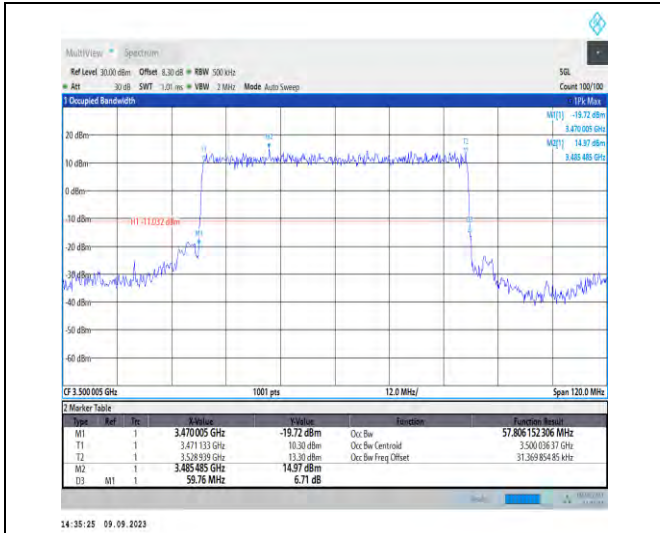 MultiView Spectrum
Ref Level 30.00 dBm Offset 8.30 dB RBW 500 kHz SGL
Att 30 dB SWT 1.01 ms VBW 2 MHz Mode Auto Sweep Count 100/100
1 Occupied Bandwidth 1Pk Max
M1[1] -19.72 dBm
3.470 005 GHz
M2[1] 14.97 dBm
3.485 485 GHz
20 dBm
T1
M2
T2
10 dBm
0 dBm
-10 dBm
H1 -11.032 dBm
M1
-20 dBm
-30 dBm
-40 dBm
-50 dBm
-60 dBm
CF 3.500 005 GHz 1001 pts 12.0 MHz/ Span 120.0 MHz
2 Marker Table
Type Ref Trc X-Value Y-Value Function Function Result
M1 1 3.470 005 GHz -19.72 dBm Occ Bw 57.806 152 306 MHz
T1 1 3.471 133 GHz 10.30 dBm Occ Bw Centroid 3.500 036 37 GHz
T2 1 3.528 939 GHz 13.30 dBm Occ Bw Freq Offset 31.369 854 85 kHz
M2 1 3.485 485 GHz 14.97 dBm
D3 M1 1 59.76 MHz 6.71 dB
14:35:25 09.09.2023